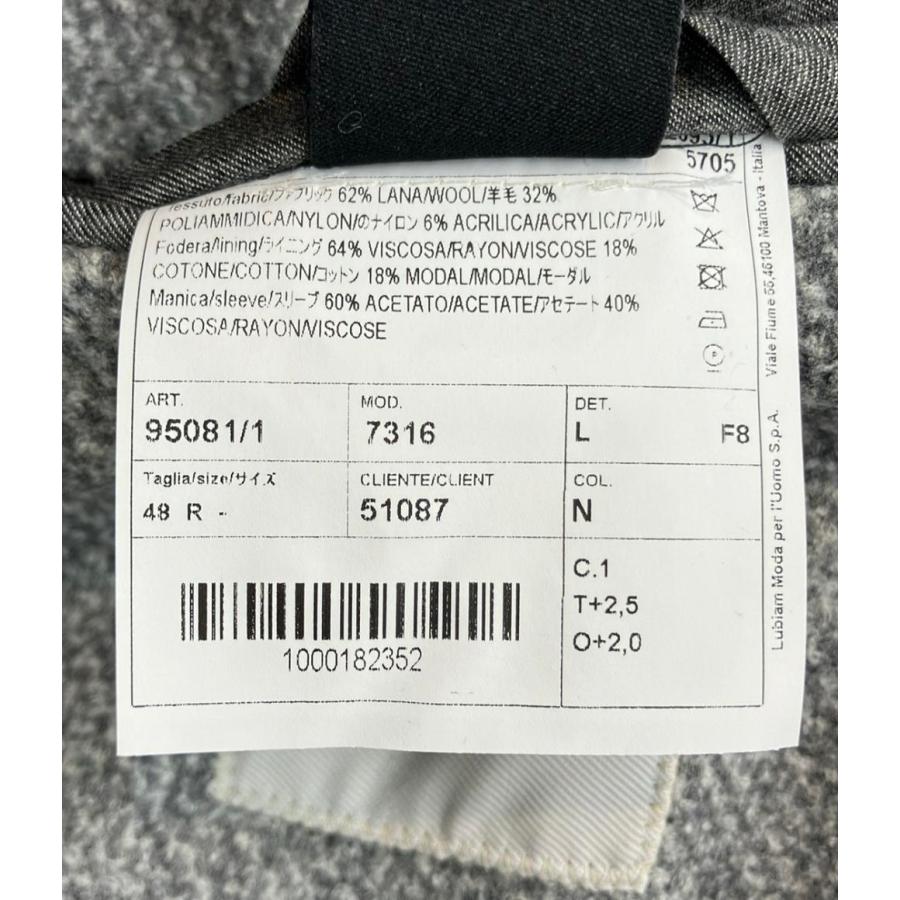 5705
Tessuto/fabric/ファブリック 62% LANA/WOOL/羊毛 32%
POLIAMMIDICA/NYLON/のナイロン 6% ACRILICA/ACRYLIC/アクリル
Fodera/lining/ライニング 64% VISCOSA/RAYON/VISCOSE 18%
COTONE/COTTON/コットン 18% MODAL/MODAL/モーダル
Manica/sleeve/スリーブ 60% ACETATO/ACETATE/アセテート 40%
VISCOSA/RAYON/VISCOSE
ART.
95081/1
MOD.
7316
DET.
L F8
Taglia/size/サイズ
48 R -
CLIENTE/CLIENT
51087
COL.
N
1000182352
C.1
T+2,5
O+2,0
Lubiam Moda per l'Uomo S.p.A. Viale Fiume 55,46100 Mantova - Italia